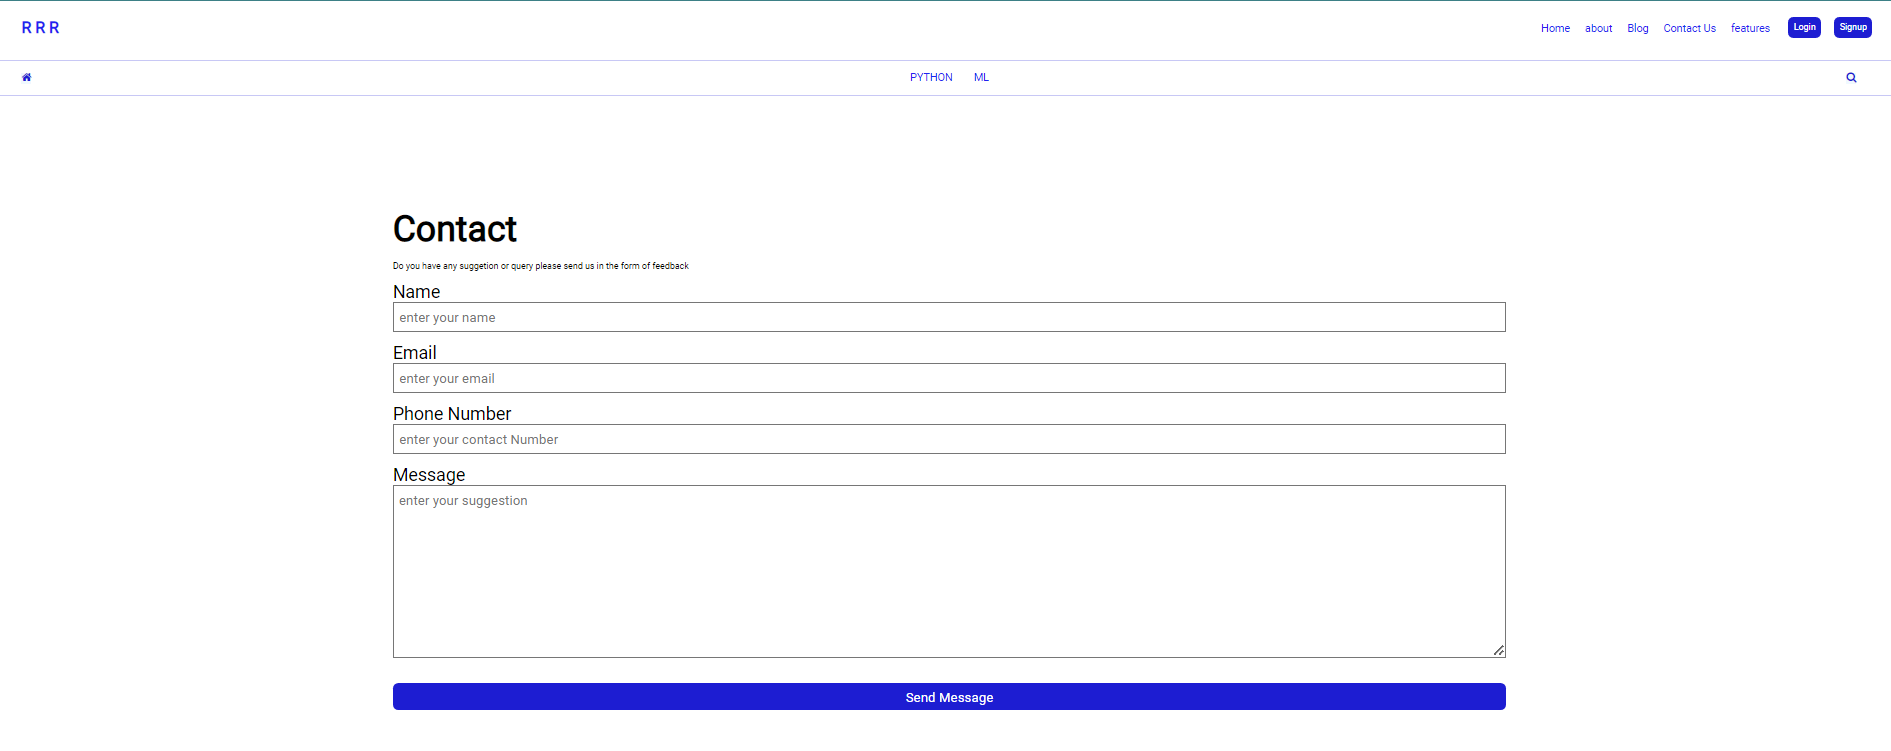 RRR
Home about Blog Contact Us features Login Signup
PYTHON ML
Contact
Do you have any suggetion or query please send us in the form of feedback
Name
enter your name
Email
enter your email
Phone Number
enter your contact Number
Message
enter your suggestion
Send Message